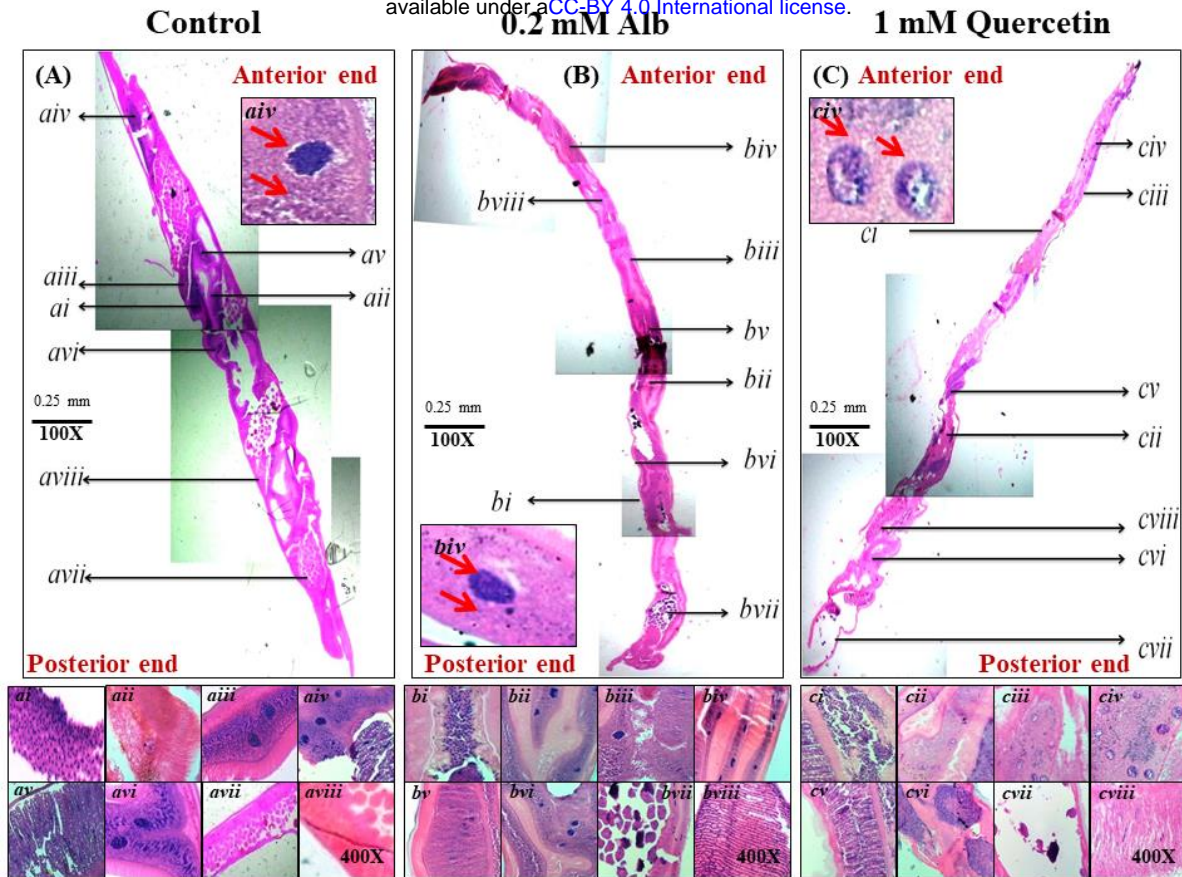 available under aCC-BY 4.0 International license.
Control
0.2 mM Alb
1 mM Quercetin
(A)
Anterior end
aiv
aiv
av
aiii
aii
ai
avi
0.25 mm
100X
aviii
avii
Posterior end
(B)
Anterior end
biv
bviii
biii
bv
bii
0.25 mm
100X
bvi
bi
biv
bvii
Posterior end
(C) Anterior end
civ
civ
ciii
ci
cv
0.25 mm
100X
cii
cviii
cvi
cvii
Posterior end
ai aii aiii aiv
av avi avii aviii
400X
bi bii biii biv
bv bvi bvii bviii
400X
ci cii ciii civ
cv cvi cvii cviii
400X